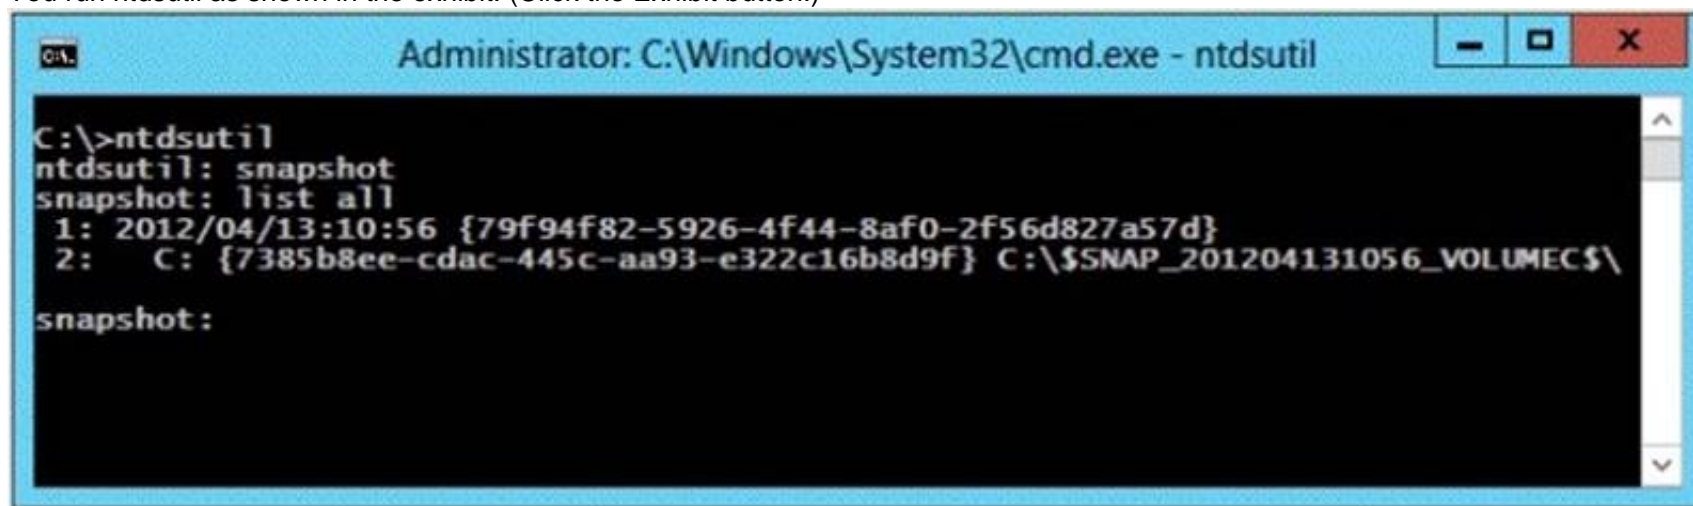 You run ntdsutil as shown in the exhibit. (Click the Exhibit button.)
Administrator: C:\Windows\System32\cmd.exe - ntdsutil
C:\>ntdsutil
ntdsutil: snapshot
snapshot: list all
1: 2012/04/13:10:56 {79f94f82-5926-4f44-8af0-2f56d827a57d}
2: C: {7385b8ee-cdac-445c-aa93-e322c16b8d9f} C:\$SNAP_201204131056_VOLUMEC$\
snapshot: